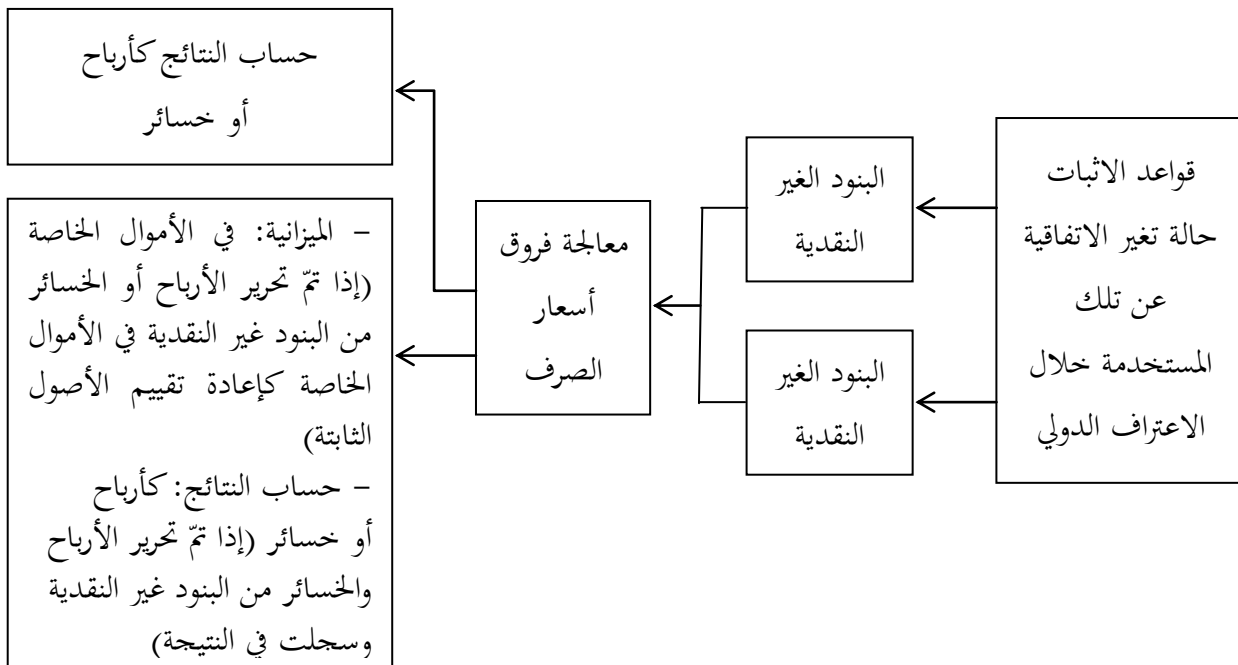 قواعد الاثبات
حالة تغير الاتفاقية
عن تلك
المستخدمة خلال
الاعتراف الدولي
البنود الغير
النقدية
البنود الغير
النقدية
معالجة فروق
أسعار
الصرف
حساب النتائج كأرباح
أو خسائر
– الميزانية: في الأموال الخاصة
(إذا تمّ تحرير الأرباح أو الخسائر
من البنود غير النقدية في الأموال
الخاصة كإعادة تقييم الأصول
الثابتة)
– حساب النتائج: كأرباح
أو خسائر (إذا تمّ تحرير الأرباح
والخسائر من البنود غير النقدية
وسجلت في النتيجة)